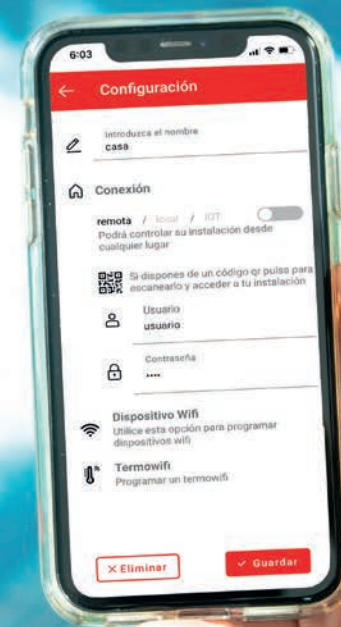 6:03
Configuración
Introduzca el nombre
casa
Conexión
remota / local / IOT
Podrá controlar su instalación desde
cualquier lugar
Si dispones de un código qr pulsa para
escanearlo y acceder a tu instalación
Usuario
usuario
Contraseña
••••
Dispositivo Wifi
Utilice esta opción para programar
dispositivos wifi
Termowifi
Programar un termowifi
Eliminar
Guardar